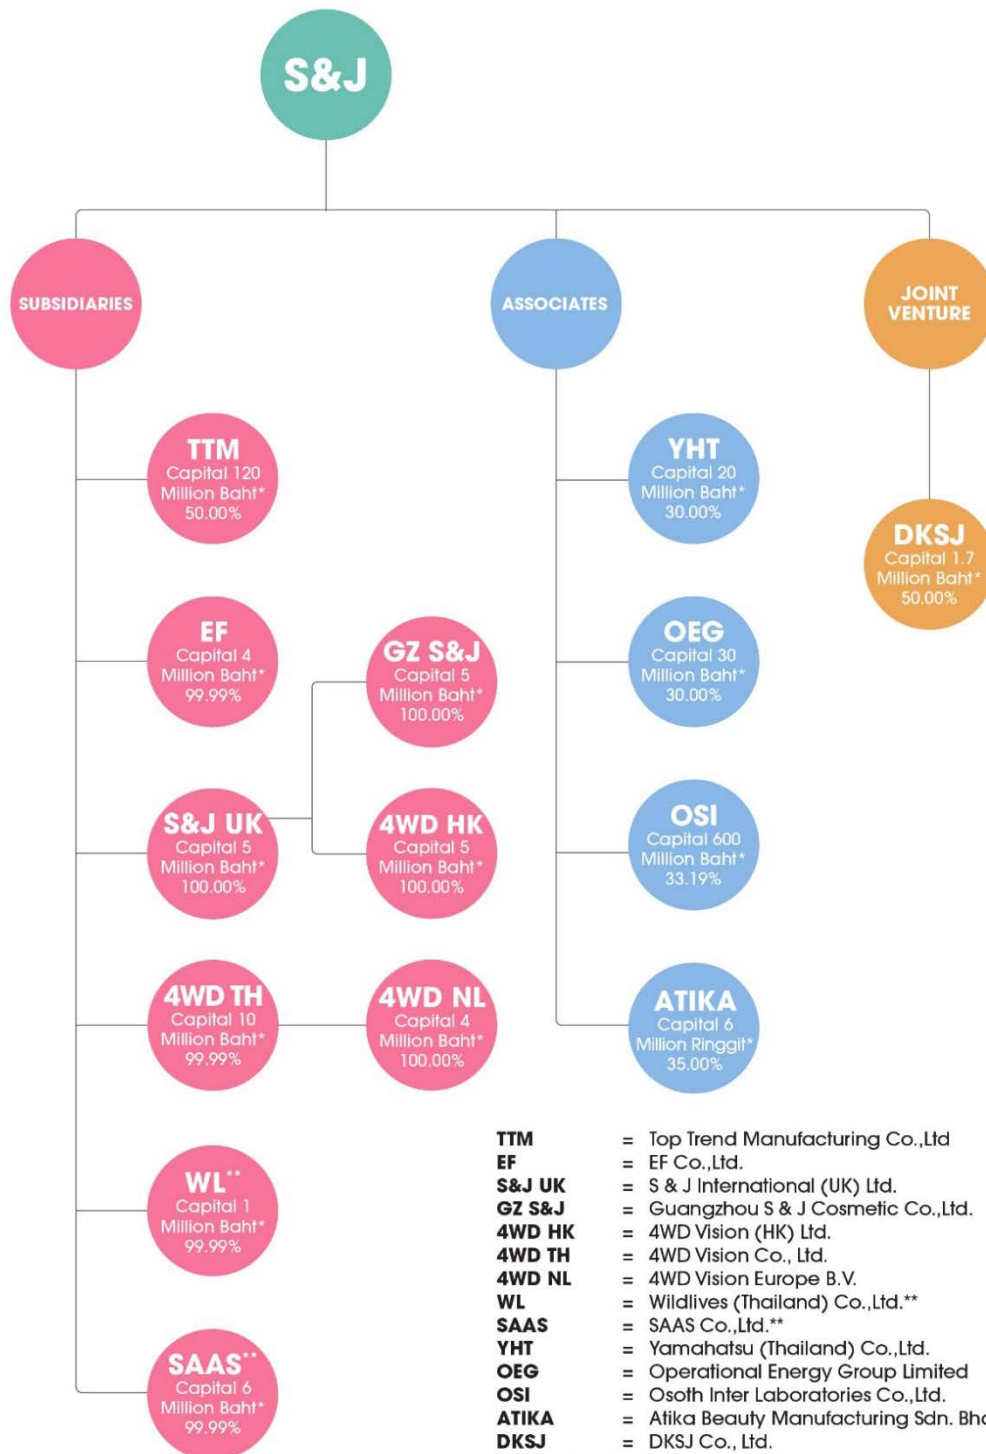 S&J
SUBSIDIARIES
ASSOCIATES
JOINT
VENTURE
TTM
Capital 120
Million Baht*
50.00%
EF
Capital 4
Million Baht*
99.99%
S&J UK
Capital 5
Million Baht*
100.00%
GZ S&J
Capital 5
Million Baht*
100.00%
4WD HK
Capital 5
Million Baht*
100.00%
4WD TH
Capital 10
Million Baht*
99.99%
4WD NL
Capital 4
Million Baht*
100.00%
WL**
Capital 1
Million Baht*
99.99%
SAAS**
Capital 6
Million Baht*
99.99%
YHT
Capital 20
Million Baht*
30.00%
OEG
Capital 30
Million Baht*
30.00%
OSI
Capital 600
Million Baht*
33.19%
ATIKA
Capital 6
Million Ringgit*
35.00%
DKSJ
Capital 1.7
Million Baht*
50.00%
TTM = Top Trend Manufacturing Co.,Ltd
EF = EF Co.,Ltd.
S&J UK = S & J International (UK) Ltd.
GZ S&J = Guangzhou S & J Cosmetic Co.,Ltd.
4WD HK = 4WD Vision (HK) Ltd.
4WD TH = 4WD Vision Co., Ltd.
4WD NL = 4WD Vision Europe B.V.
WL = Wildlives (Thailand) Co.,Ltd.**
SAAS = SAAS Co.,Ltd.**
YHT = Yamahatsu (Thailand) Co.,Ltd.
OEG = Operational Energy Group Limited
OSI = Osoth Inter Laboratories Co.,Ltd.
ATIKA = Atika Beauty Manufacturing Sdn.
DKSJ = DKSJ Co., Ltd.